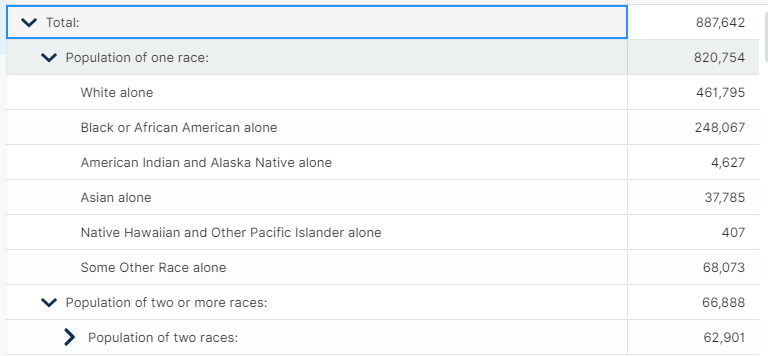 Total: 887,642
Population of one race: 820,754
White alone 461,795
Black or African American alone 248,067
American Indian and Alaska Native alone 4,627
Asian alone 37,785
Native Hawaiian and Other Pacific Islander alone 407
Some Other Race alone 68,073
Population of two or more races: 66,888
Population of two races: 62,901